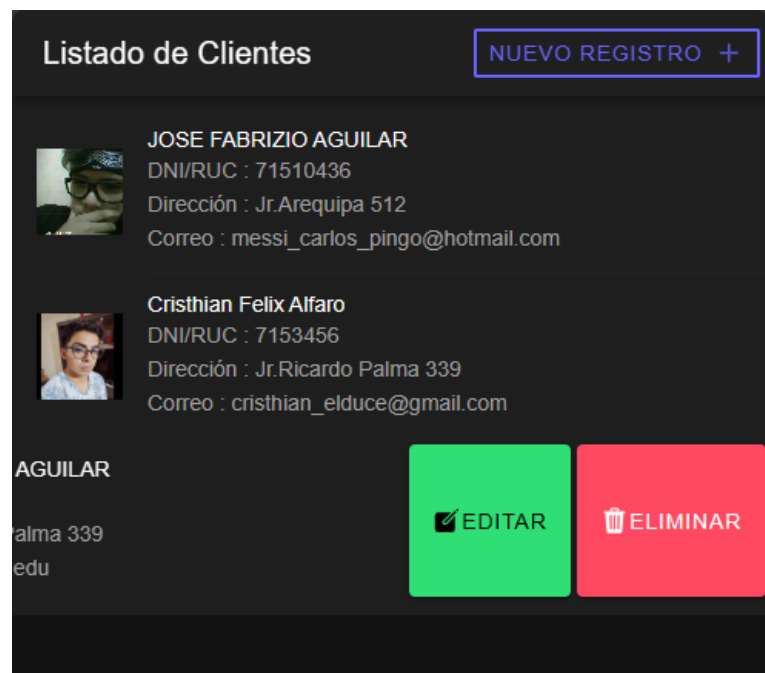 Listado de Clientes
NUEVO REGISTRO +
JOSE FABRIZIO AGUILAR
DNI/RUC : 71510436
Dirección : Jr.Arequipa 512
Correo : messi_carlos_pingo@hotmail.com
Cristhian Felix Alfaro
DNI/RUC : 7153456
Dirección : Jr.Ricardo Palma 339
Correo : cristhian_elduce@gmail.com
AGUILAR
alma 339
edu
EDITAR
ELIMINAR